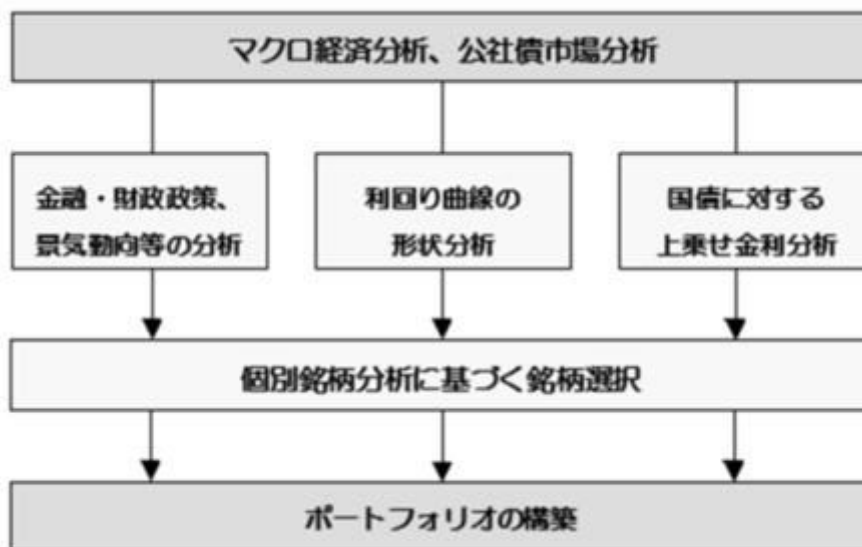 マクロ経済分析、公社債市場分析
金融・財政政策、
景気動向等の分析
利回り曲線の
形状分析
国債に対する
上乗せ金利分析
個別銘柄分析に基づく銘柄選択
ポートフォリオの構築